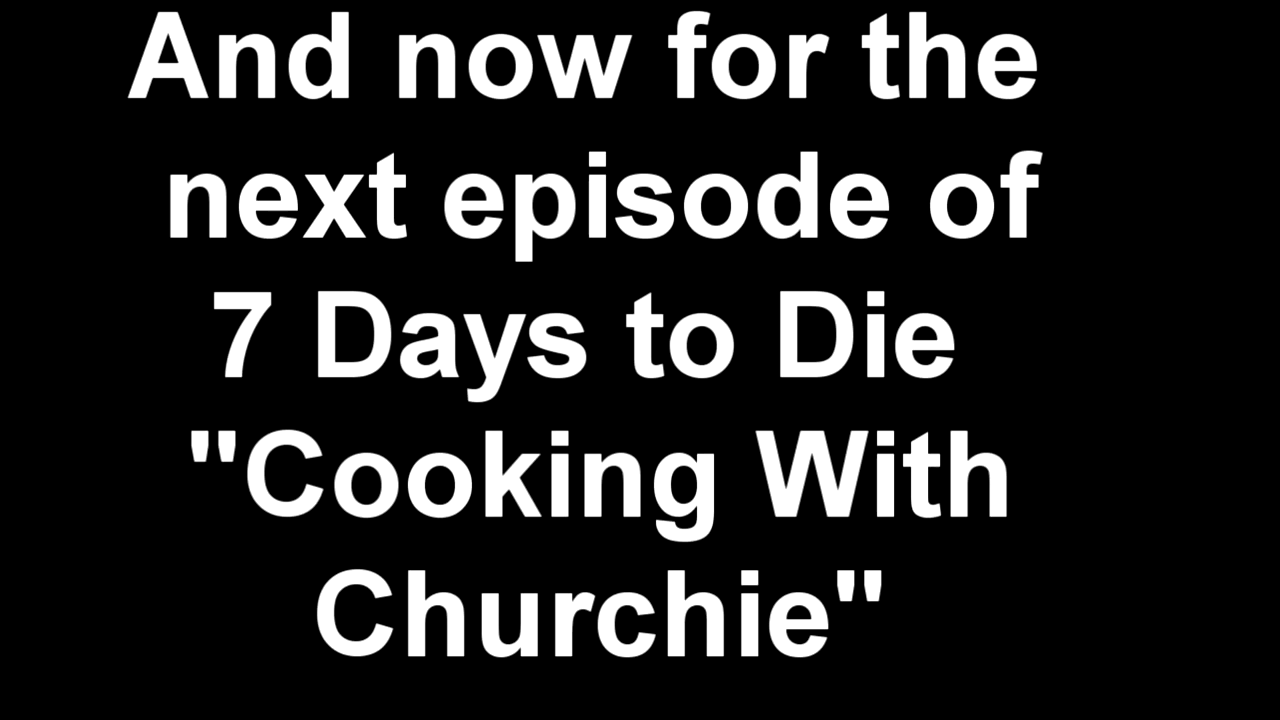 And now for the
next episode of
7 Days to Die
"Cooking With
Churchie"